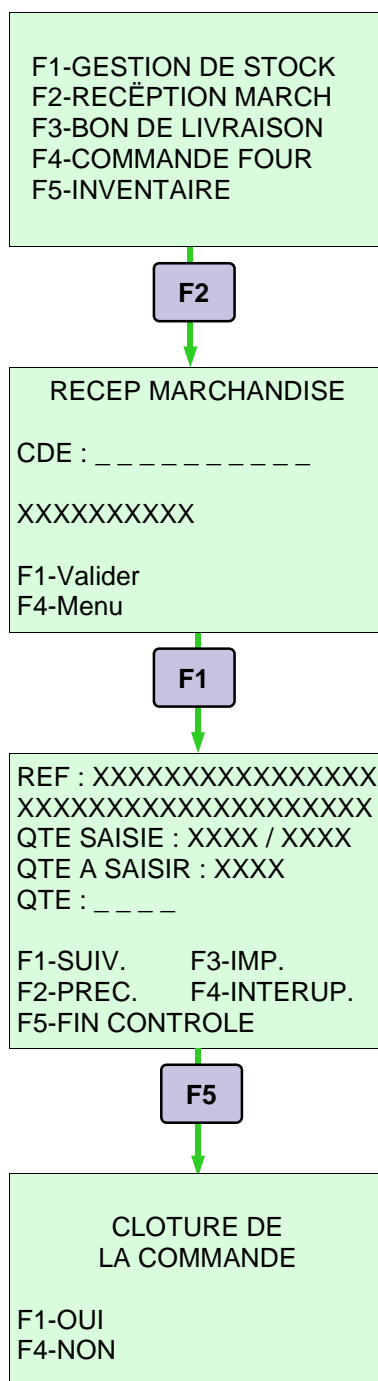 F1-GESTION DE STOCK
F2-RECËPTION MARCH
F3-BON DE LIVRAISON
F4-COMMANDE FOUR
F5-INVENTAIRE
F2
RECEP MARCHANDISE
CDE : _ _ _ _ _ _ _ _ _ _
XXXXXXXXXX
F1-Valider
F4-Menu
F1
REF : XXXXXXXXXXXXXXXX
XXXXXXXXXXXXXXXXXXXX
QTE SAISIE : XXXX / XXXX
QTE A SAISIR : XXXX
QTE : _ _ _ _
F1-SUIV. F3-IMP.
F2-PREC. F4-INTERUP.
F5-FIN CONTROLE
F5
CLOTURE DE
LA COMMANDE
F1-OUI
F4-NON